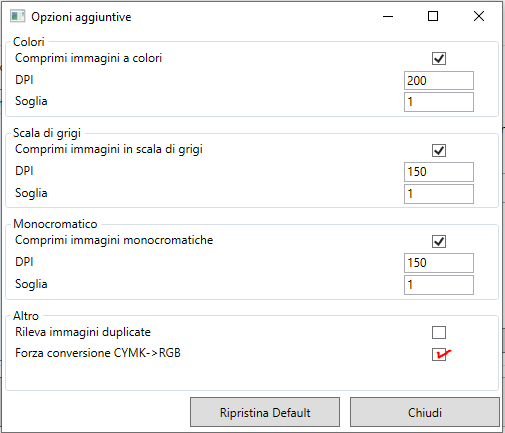 Opzioni aggiuntive
Colori
Comprimi immagini a colori
DPI 200
Soglia 1
Scala di grigi
Comprimi immagini in scala di grigi
DPI 150
Soglia 1
Monocromatico
Comprimi immagini monocromatiche
DPI 150
Soglia 1
Altro
Rileva immagini duplicate
Forza conversione CYMK->RGB
Ripristina Default Chiudi